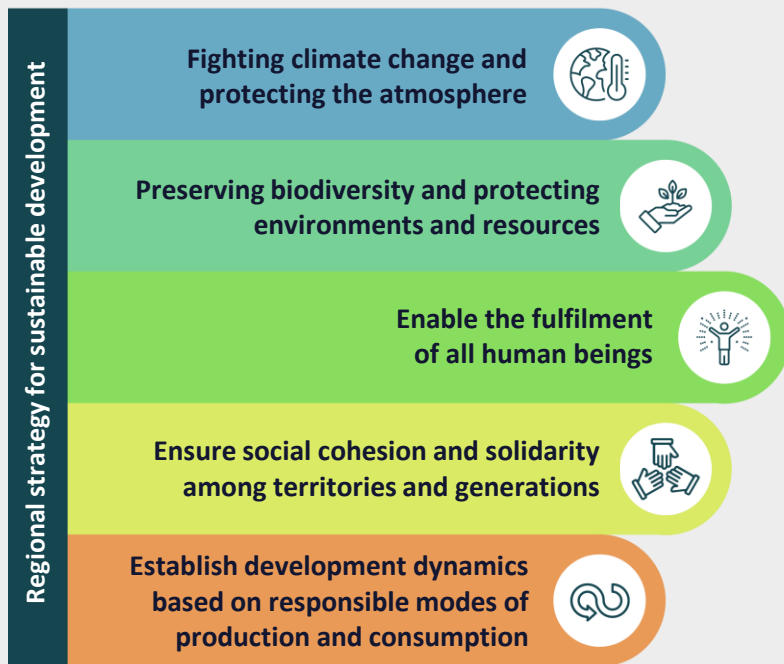 Regional strategy for sustainable development
Fighting climate change and
protecting the atmosphere
Preserving biodiversity and protecting
environments and resources
Enable the fulfilment
of all human beings
Ensure social cohesion and solidarity
among territories and generations
Establish development dynamics
based on responsible modes of
production and consumption